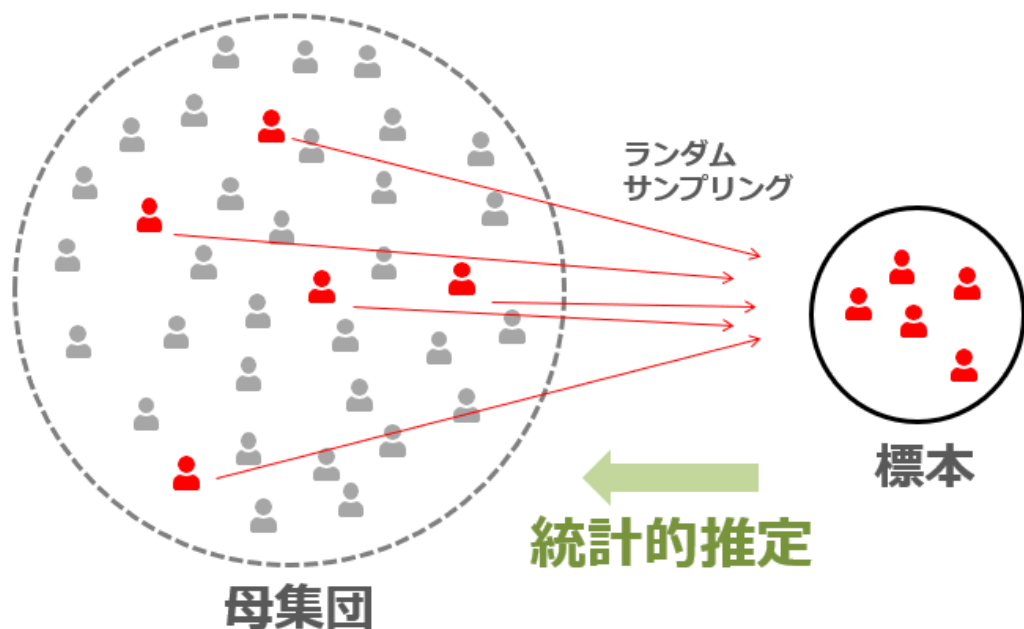 ランダム
サンプリング
標本
統計的推定
母集団